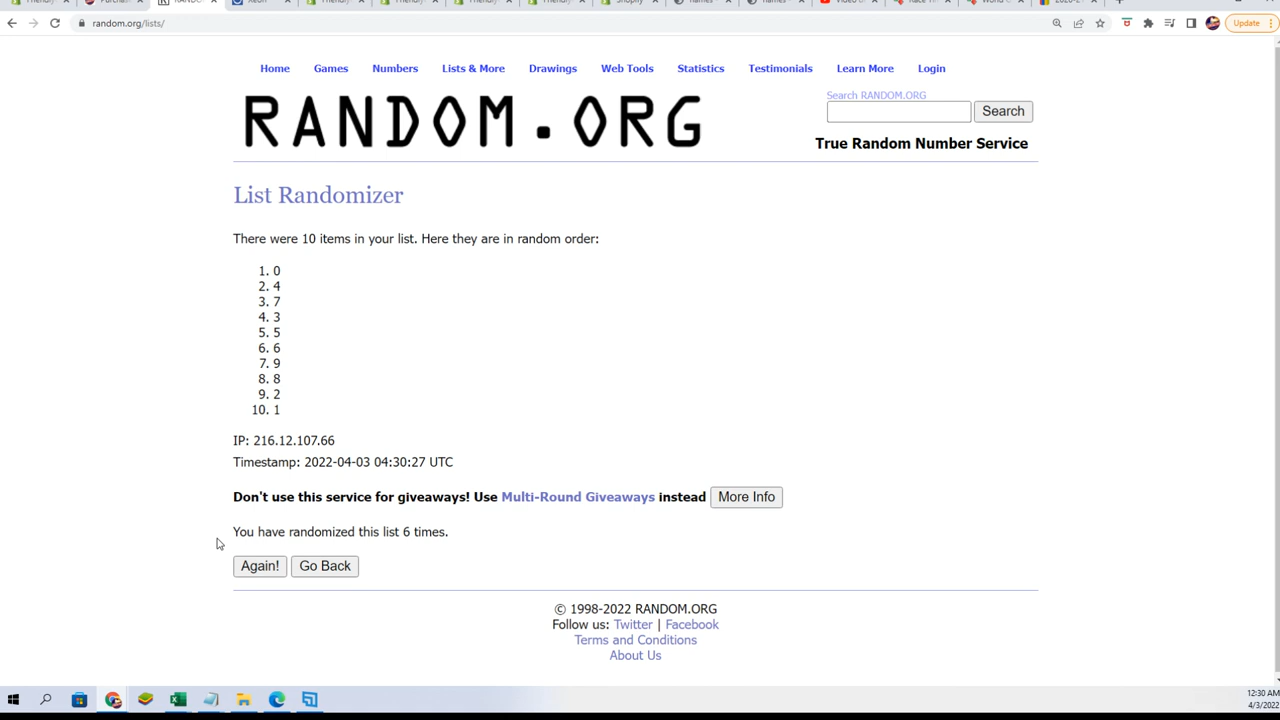 random.org/lists/
Update
Home Games Numbers Lists & More Drawings Web Tools Statistics Testimonials Learn More Login
RANDOM.ORG
Search RANDOM.ORG
Search
True Random Number Service
List Randomizer
There were 10 items in your list. Here they are in random order:
1. 0
2. 4
3. 7
4. 3
5. 5
6. 6
7. 9
8. 8
9. 2
10. 1
IP: 216.12.107.66
Timestamp: 2022-04-03 04:30:27 UTC
Don't use this service for giveaways! Use Multi-Round Giveaways instead More Info
You have randomized this list 6 times.
Again! Go Back
© 1998-2022 RANDOM.ORG
Follow us: Twitter | Facebook
Terms and Conditions
About Us
12:30 AM
4/3/2022